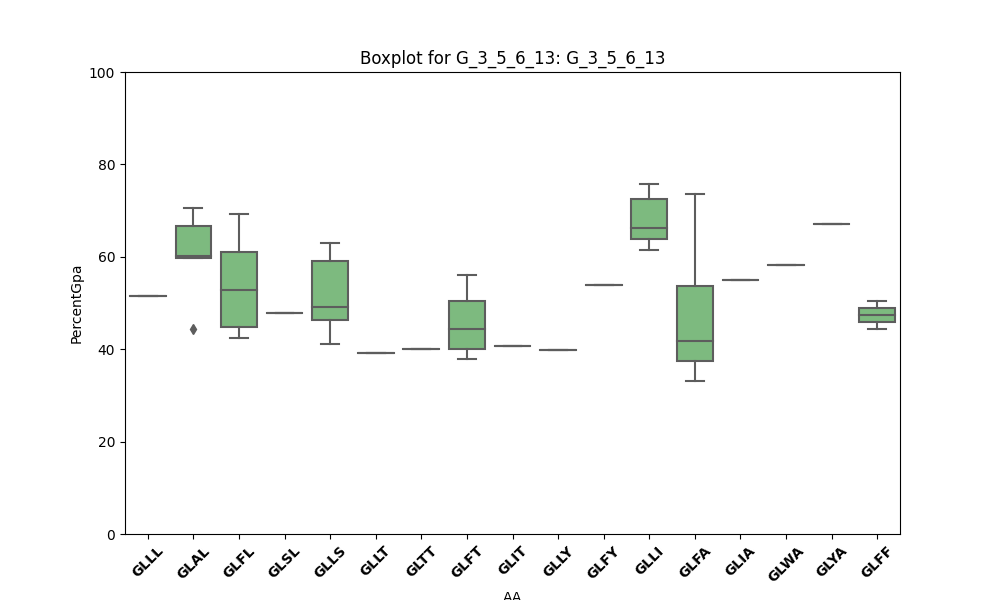 Boxplot for G_3_5_6_13: G_3_5_6_13
100
80
60
40
20
0
PercentGpa
GLLL
GLAL
GLFL
GLSL
GLLS
GLLT
GLTT
GLFT
GLIT
GLLY
GLFY
GLLI
GLFA
GLIA
GLWA
GLYA
GLFF
AA